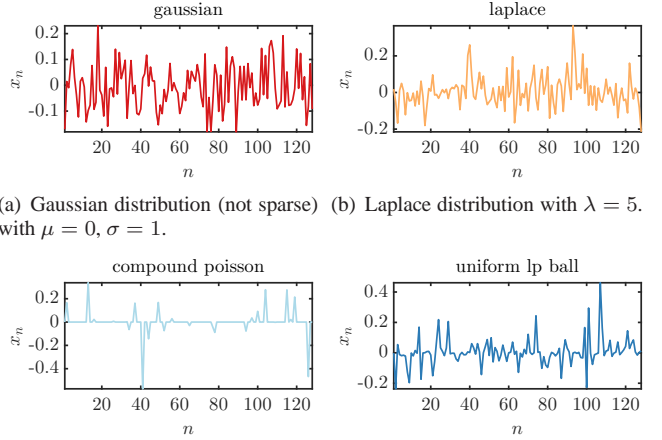 gaussian
0.2
0.1
0
-0.1
x_n
20 40 60 80 100 120
n
laplace
0.2
0
-0.2
x_n
20 40 60 80 100 120
n
(a) Gaussian distribution (not sparse)
with μ = 0, σ = 1.
(b) Laplace distribution with λ = 5.
compound poisson
0.2
0
-0.2
-0.4
x_n
20 40 60 80 100 120
n
uniform lp ball
0.4
0.2
0
-0.2
x_n
20 40 60 80 100 120
n